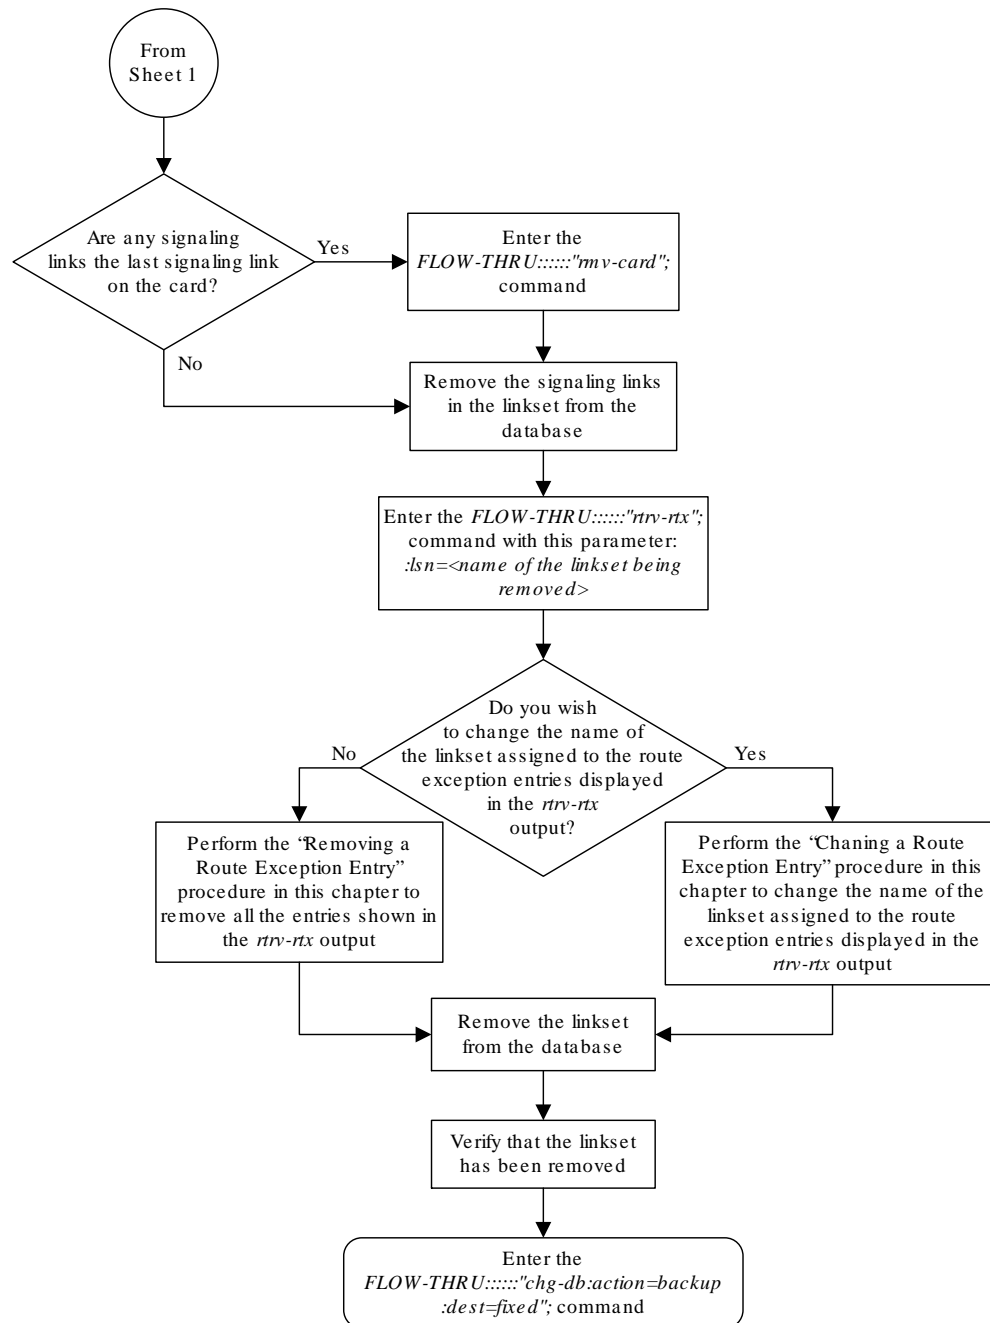 From
Sheet 1
Are any signaling
links the last signaling link
on the card?
Yes
Enter the
FLOW-THRU::::::"rmv-card";
command
No
Remove the signaling links
in the linkset from the
database
Enter the FLOW-THRU::::::"rtrv-rtx";
command with this parameter:
:lsn=<name of the linkset being
removed>
Do you wish
to change the name of
the linkset assigned to the route
exception entries displayed
in the rtrv-rtx
output?
No
Yes
Perform the “Removing a
Route Exception Entry”
procedure in this chapter to
remove all the entries shown in
the rtrv-rtx output
Perform the “Chaning a Route
Exception Entry” procedure in this
chapter to change the name of the
linkset assigned to the route
exception entries displayed in the
rtrv-rtx output
Remove the linkset
from the database
Verify that the linkset
has been removed
Enter the
FLOW-THRU::::::"chg-db:action=backup
:dest=fixed"; command